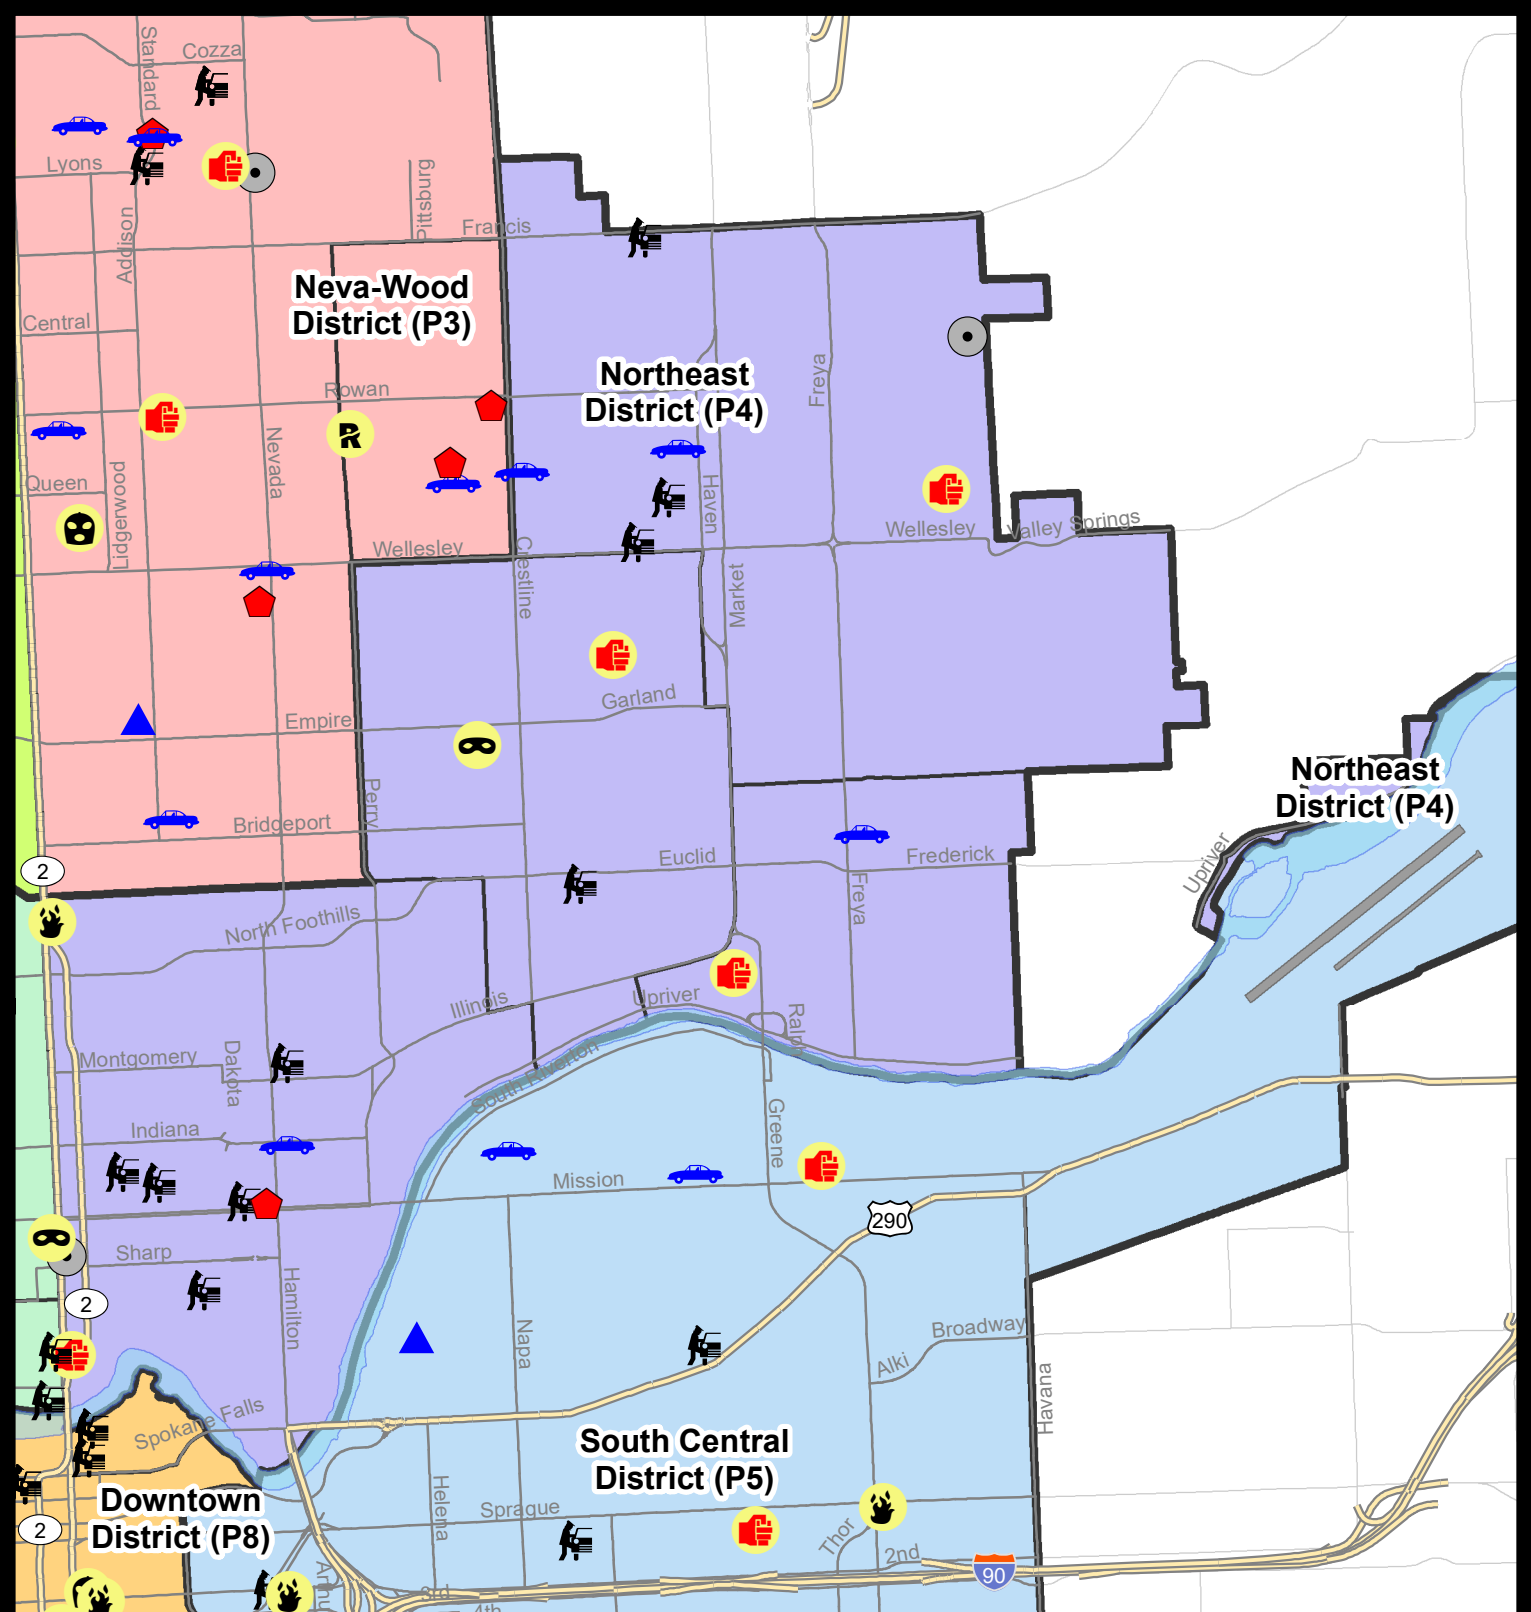 Standard
Cozza
Lyons
Pittsburg
Addison
Francis
Neva-Wood
District (P3)
Central
Northeast
District (P4)
Freya
Rowan
Nevada
Queen
Lidgerwood
Haven
Wellesley
Valley Springs
Wellesley
Crestline
Market
Garland
Empire
Northeast
District (P4)
Perry
Bridgeport
Upriver
Euclid
Frederick
2
Freya
North Foothills
Illinois
Upriver
Ralph
Montgomery
Dakota
South Riverton
Greene
Indiana
Mission
290
Sharp
Hamilton
2
Napa
Broadway
Alki
Havana
Spokane Falls
South Central
District (P5)
Helena
Sprague
Downtown
District (P8)
2
Thor
2nd
90
3rd
4th